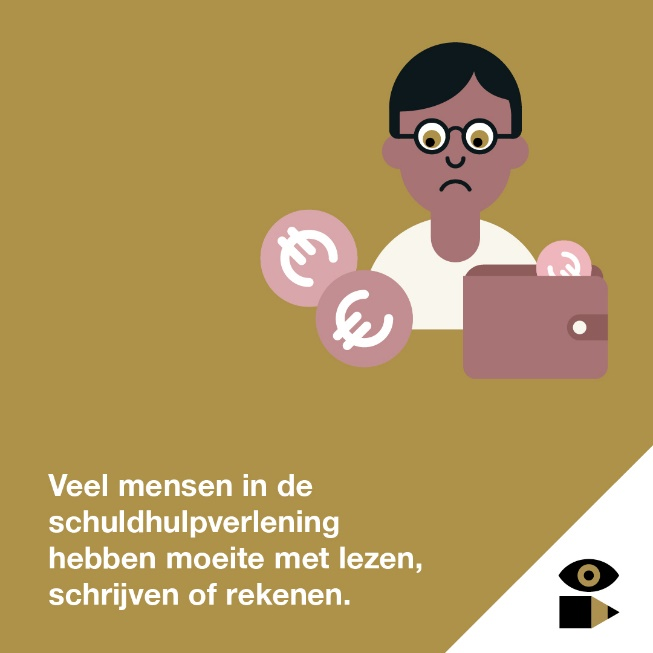 Veel mensen in de
schuldhulpverlening
hebben moeite met lezen,
schrijven of rekenen.